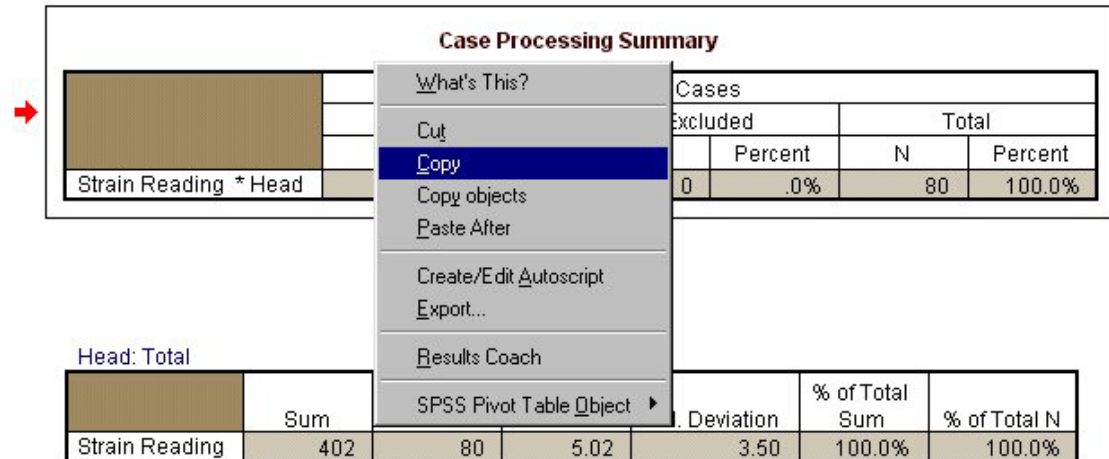 Case Processing Summary
Cases
Excluded Total
Percent N Percent
Strain Reading * Head 0 .0% 80 100.0%
What's This?
Cut
Copy
Copy objects
Paste After
Create/Edit Autoscript
Export...
Results Coach
SPSS Pivot Table Object
Head: Total
Sum . Deviation % of Total Sum % of Total N
Strain Reading 402 80 5.02 3.50 100.0% 100.0%